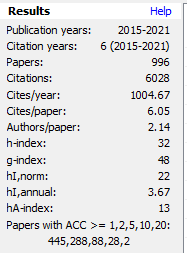 Results Help
Publication years: 2015-2021
Citation years: 6 (2015-2021)
Papers: 996
Citations: 6028
Cites/year: 1004.67
Cites/paper: 6.05
Authors/paper: 2.14
h-index: 32
g-index: 48
hI,norm: 22
hI,annual: 3.67
hA-index: 13
Papers with ACC >= 1,2,5,10,20:
445,288,88,28,2